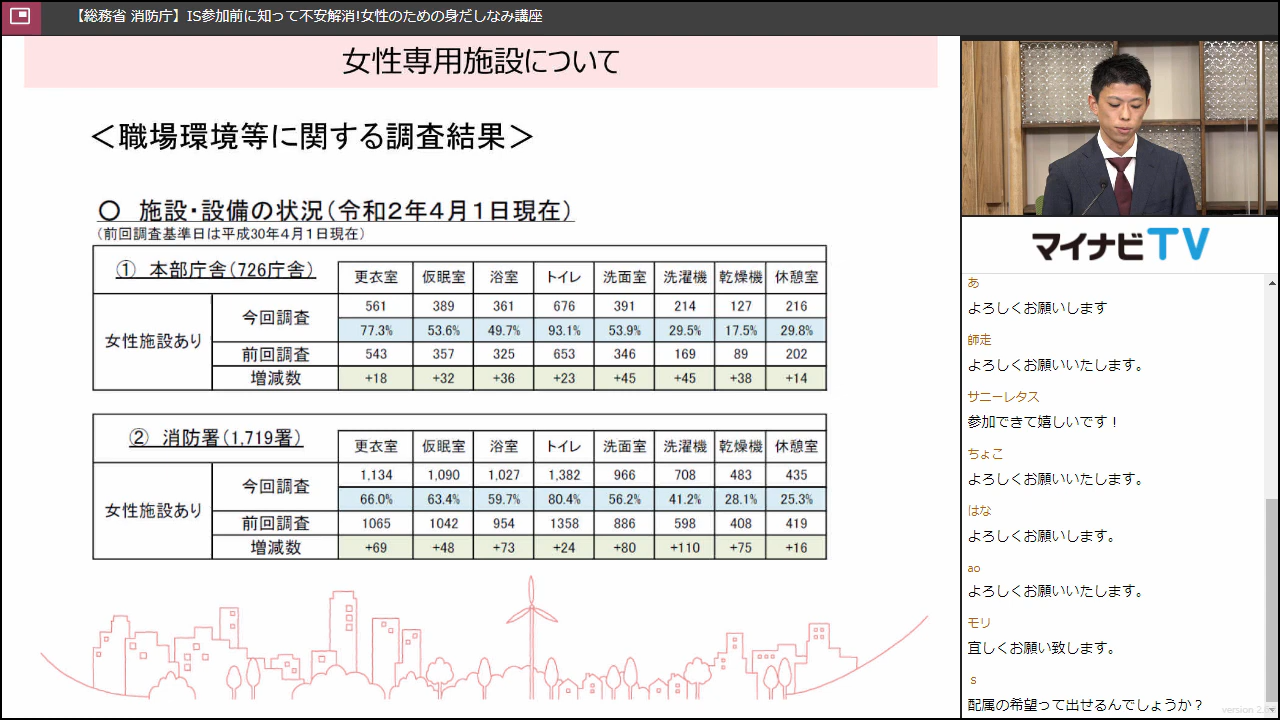 【総務省 消防庁】IS参加前に知って不安解消!女性のための身だしなみ講座
女性専用施設について
＜職場環境等に関する調査結果＞
○ 施設・設備の状況（令和２年４月１日現在）
（前回調査基準日は平成30年４月１日現在）
① 本部庁舎（726庁舎） 更衣室 仮眠室 浴室 トイレ 洗面室 洗濯機 乾燥機 休憩室
女性施設あり 今回調査 561 389 361 676 391 214 127 216
77.3% 53.6% 49.7% 93.1% 53.9% 29.5% 17.5% 29.8%
前回調査 543 357 325 653 346 169 89 202
増減数 +18 +32 +36 +23 +45 +45 +38 +14
② 消防署（1,719署） 更衣室 仮眠室 浴室 トイレ 洗面室 洗濯機 乾燥機 休憩室
女性施設あり 今回調査 1,134 1,090 1,027 1,382 966 708 483 435
66.0% 63.4% 59.7% 80.4% 56.2% 41.2% 28.1% 25.3%
前回調査 1065 1042 954 1358 886 598 408 419
増減数 +69 +48 +73 +24 +80 +110 +75 +16
マイナビTV
あ
よろしくお願いします
師走
よろしくお願いいたします。
サニーレタス
参加できて嬉しいです！
ちょこ
よろしくお願いいたします。
はな
よろしくお願いします。
ao
よろしくお願いいたします。
モリ
宜しくお願い致します。
s
配属の希望って出せるんでしょうか？
version